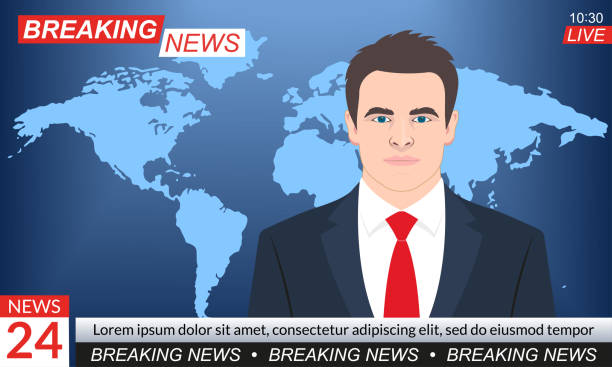 BREAKING
NEWS
10:30
LIVE
NEWS
24
Lorem ipsum dolor sit amet, consectetur adipiscing elit, sed do eiusmod tempor
BREAKING NEWS • BREAKING NEWS • BREAKING NEWS